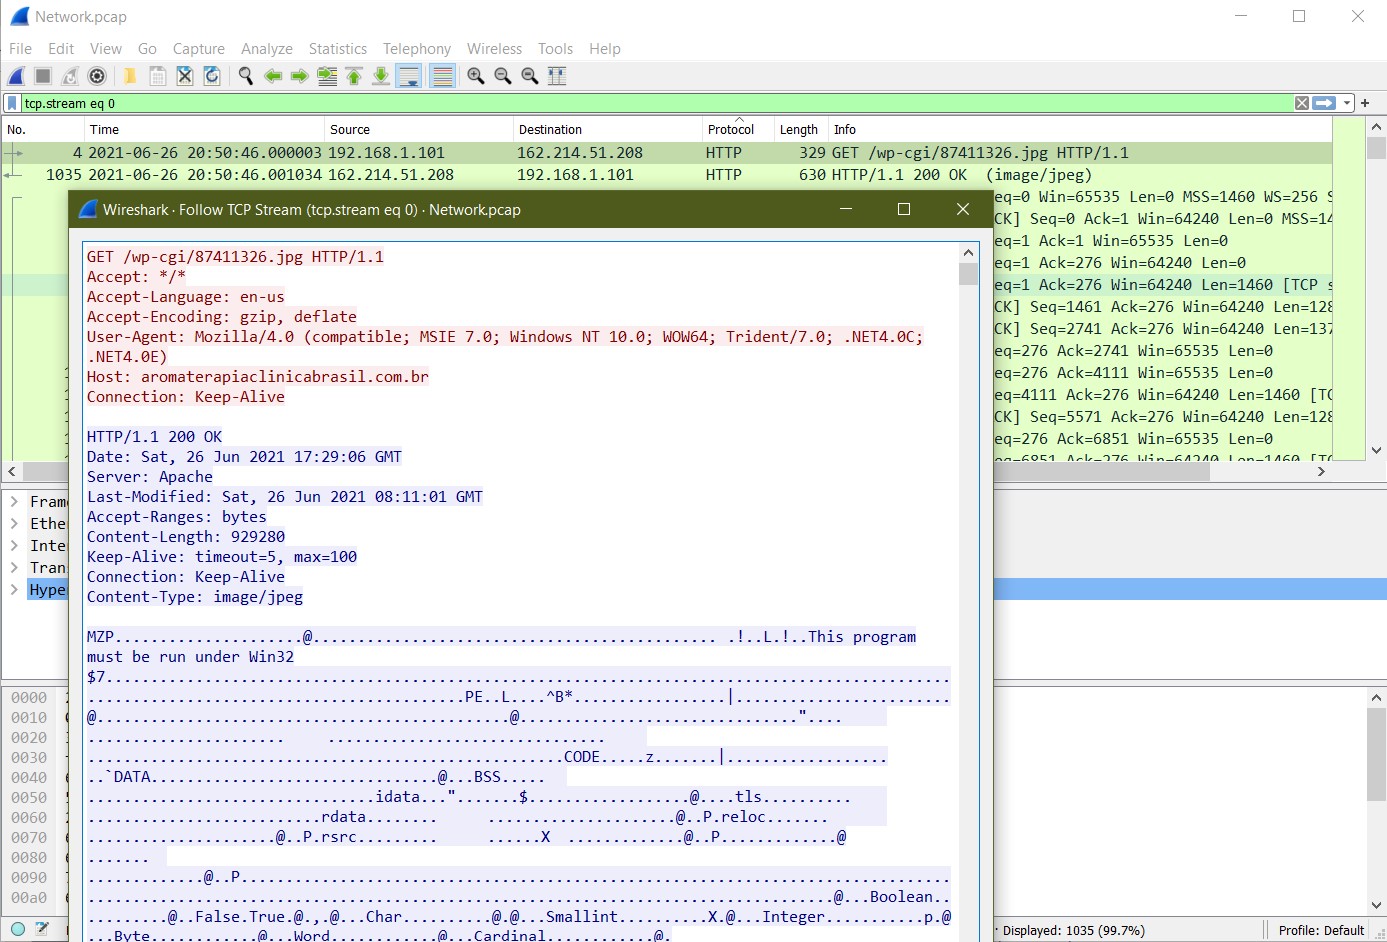 Network.pcap
File Edit View Go Capture Analyze Statistics Telephony Wireless Tools Help
tcp.stream eq 0
No. Time Source Destination Protocol Length Info
4 2021-06-26 20:50:46.000003 192.168.1.101 162.214.51.208 HTTP 329 GET /wp-cgi/87411326.jpg HTTP/1.1
1035 2021-06-26 20:50:46.001034 162.214.51.208 192.168.1.101 HTTP 630 HTTP/1.1 200 OK (image/jpeg)
eq=0 Win=65535 Len=0 MSS=1460 WS=256 S
CK] Seq=0 Ack=1 Win=64240 Len=0 MSS=14
eq=1 Ack=1 Win=65535 Len=0
eq=1 Ack=276 Win=64240 Len=0
eq=1 Ack=276 Win=64240 Len=1460 [TCP s
CK] Seq=1461 Ack=276 Win=64240 Len=128
CK] Seq=2741 Ack=276 Win=64240 Len=137
eq=276 Ack=2741 Win=65535 Len=0
eq=276 Ack=4111 Win=65535 Len=0
eq=4111 Ack=276 Win=64240 Len=1460 [TC
CK] Seq=5571 Ack=276 Win=64240 Len=128
eq=276 Ack=6851 Win=65535 Len=0
eq=6851 Ack=276 Win=64240 Len=1460 [TC
Wireshark · Follow TCP Stream (tcp.stream eq 0) · Network.pcap
GET /wp-cgi/87411326.jpg HTTP/1.1
Accept: */*
Accept-Language: en-us
Accept-Encoding: gzip, deflate
User-Agent: Mozilla/4.0 (compatible; MSIE 7.0; Windows NT 10.0; WOW64; Trident/7.0; .NET4.0C;
.NET4.0E)
Host: aromaterapiaclinicabrasil.com.br
Connection: Keep-Alive
HTTP/1.1 200 OK
Date: Sat, 26 Jun 2021 17:29:06 GMT
Server: Apache
Last-Modified: Sat, 26 Jun 2021 08:11:01 GMT
Accept-Ranges: bytes
Content-Length: 929280
Keep-Alive: timeout=5, max=100
Connection: Keep-Alive
Content-Type: image/jpeg
MZP.....................@............................................. .!..L.!..This program
must be run under Win32
$7..............................................................................................
..........................................PE..L....^B*.................|........................
@..............................................@..............................."....
...................... ...............................
.....................................................CODE.....z.......|..................
..`DATA................................@...BSS.....
................................idata...".......$..................@....tls..........
..........................rdata........ .....................@..P.reloc.......
.....................@..P.rsrc......... ......X .............@..P.............@
.......
.............@..P...............................................................................
...................................................................................@...Boolean..
.........@..False.True.@.,.@...Char..........@.@...Smallint..........X.@...Integer...........p.@
...Byte............@...Word............@...Cardinal............@.
Frame
Ether
Inter
Trans
Hyper
0000
0010
0020
0030
0040
0050
0060
0070
0080
0090
00a0
Displayed: 1035 (99.7%) Profile: Default